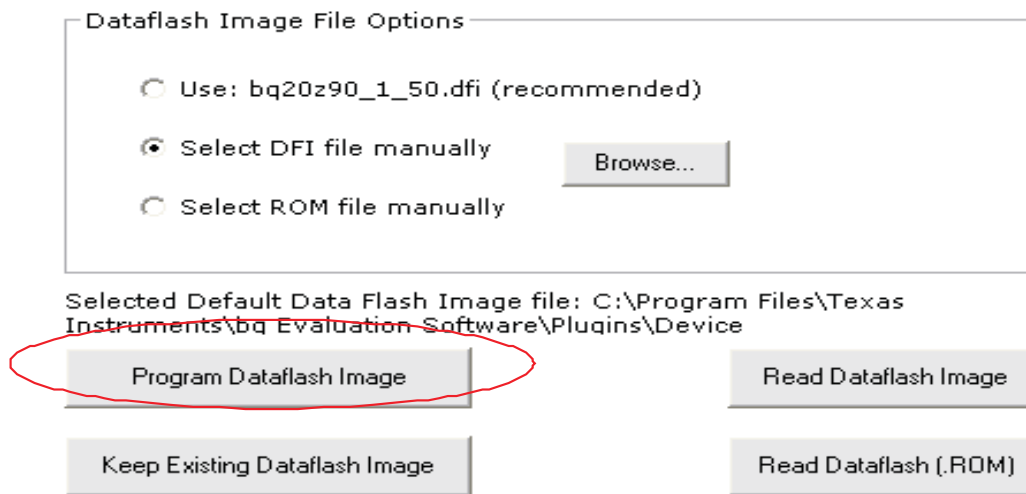 Dataflash Image File Options
Use: bq20z90_1_50.dfi (recommended)
Select DFI file manually
Browse...
Select ROM file manually
Selected Default Data Flash Image file: C:\Program Files\Texas
Instruments\bq Evaluation Software\Plugins\Device
Program Dataflash Image
Read Dataflash Image
Keep Existing Dataflash Image
Read Dataflash (.ROM)